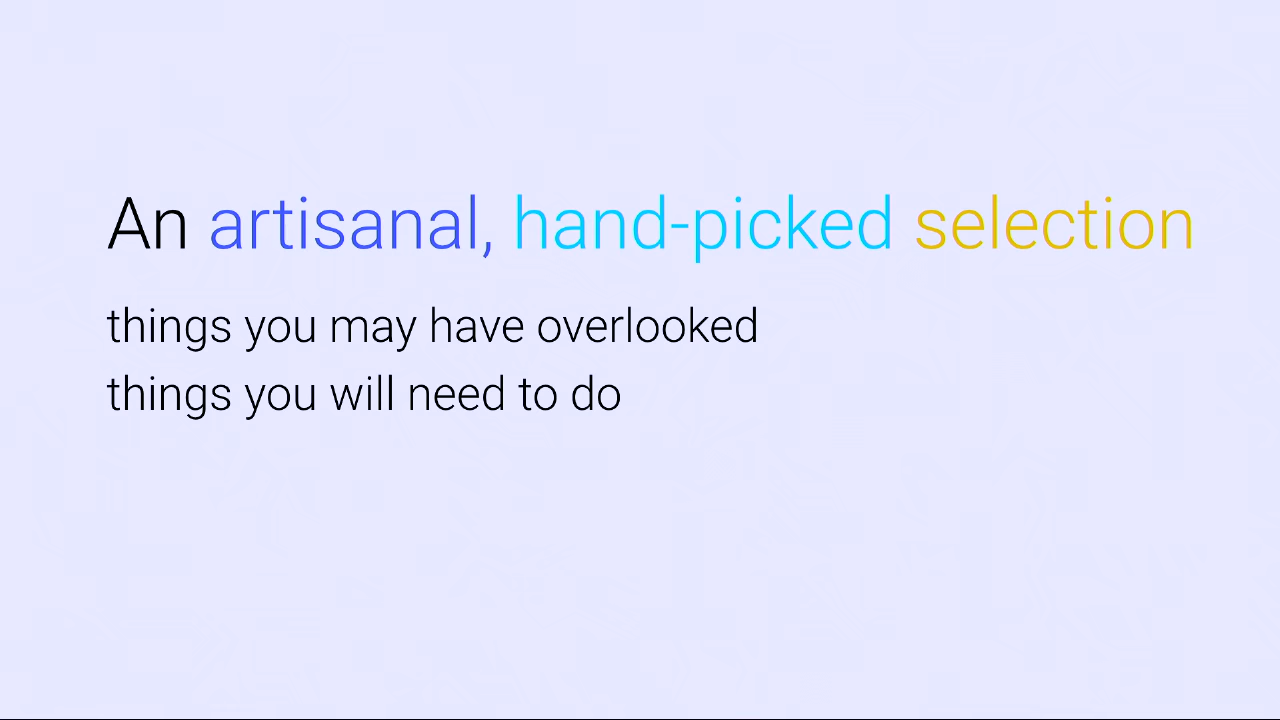 An artisanal, hand-picked selection
things you may have overlooked
things you will need to do